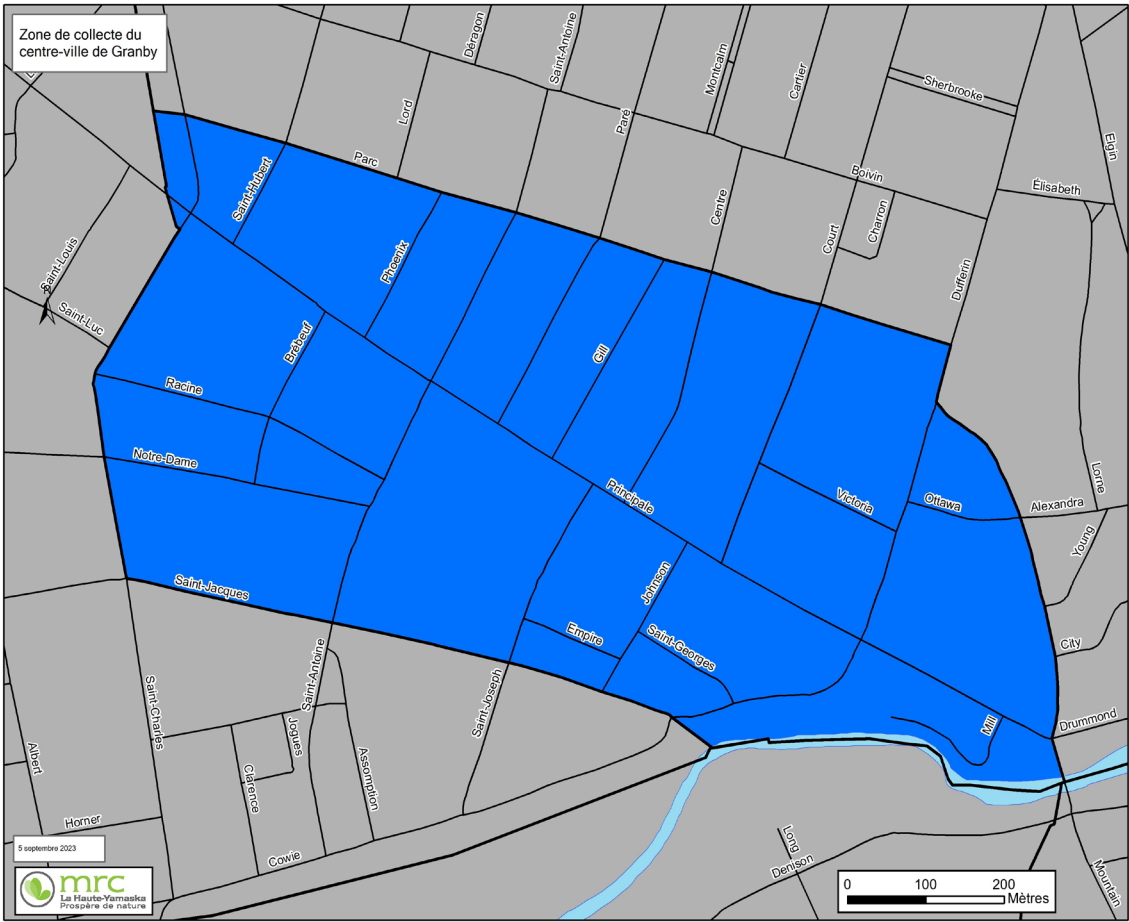 Zone de collecte du
centre-ville de Granby
Déragon
Saint-Antoine
Montcalm
Cartier
Sherbrooke
Lord
Paré
Elgin
Parc
Saint-Hubert
Boivin
Élisabeth
Centre
Charron
Court
Saint-Louis
Phoenix
Dufferin
Saint-Luc
Brébeuf
Gill
Racine
Notre-Dame
Lorne
Principale
Victoria
Ottawa
Alexandra
Young
Saint-Jacques
Johnson
Empire
Saint-Georges
City
Saint-Antoine
Saint-Joseph
Saint-Charles
Mill
Drummond
Jogues
Albert
Clarence
Assomption
Horner
Long
Cowie
Denison
Mountain
5 septembre 2023
mrc
La Haute-Yamaska
Prospère de nature
0 100 200
Mètres